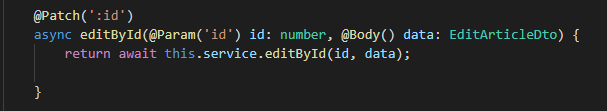 @Patch(':id')
async editById(@Param('id') id: number, @Body() data: EditArticleDto) {
return await this.service.editById(id, data);
}